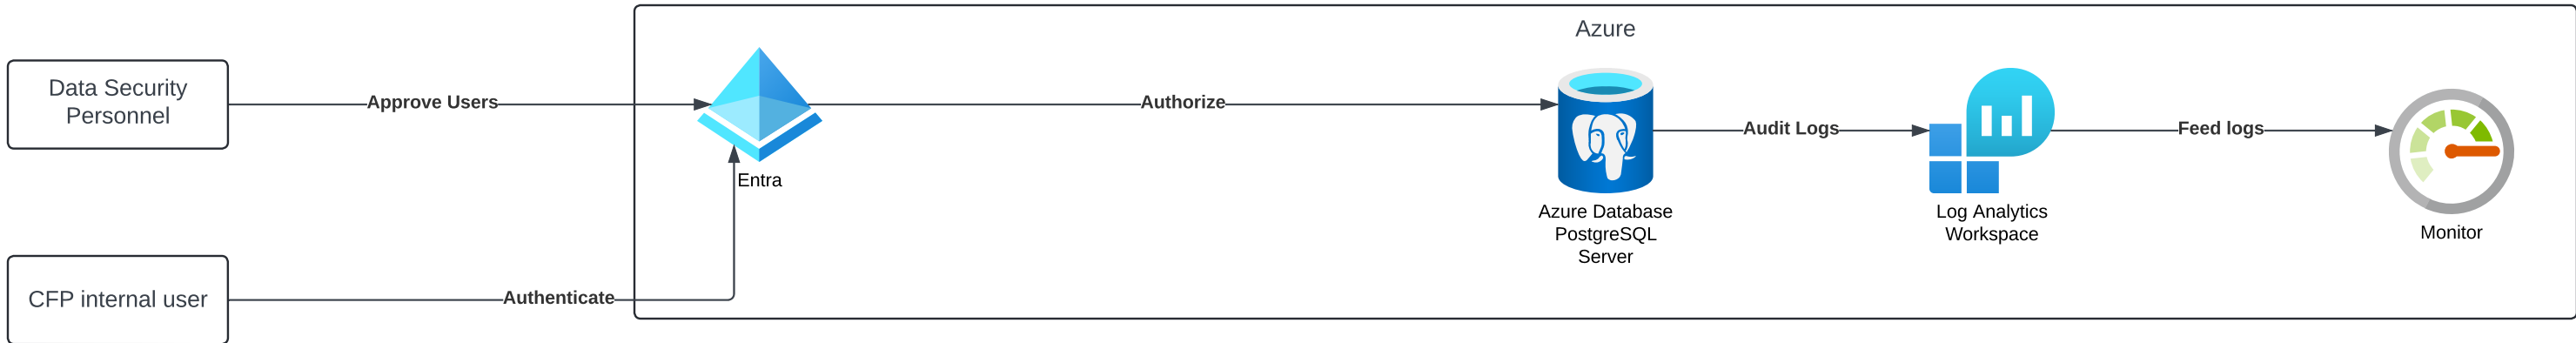 Azure
Data Security
Personnel
Approve Users
Authorize
Audit Logs
Feed logs
Entra
Azure Database
PostgreSQL
Server
Log Analytics
Workspace
Monitor
CFP internal user
Authenticate